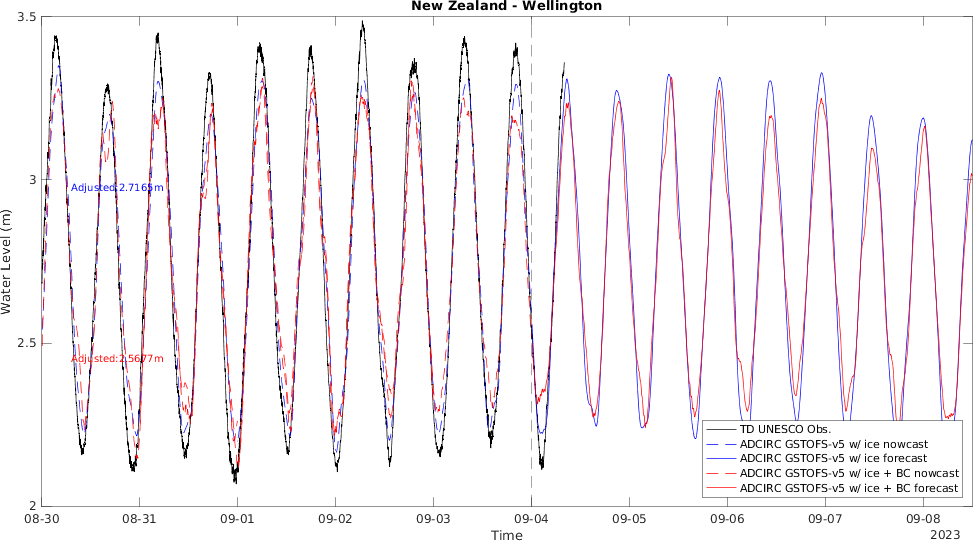 New Zealand - Wellington
3.5
3
2.5
2
Water Level (m)
Adjusted:2.7165m
Adjusted:2.5677m
TD UNESCO Obs.
ADCIRC GSTOFS-v5 w/ ice nowcast
ADCIRC GSTOFS-v5 w/ ice forecast
ADCIRC GSTOFS-v5 w/ ice + BC nowcast
ADCIRC GSTOFS-v5 w/ ice + BC forecast
08-30 08-31 09-01 09-02 09-03 09-04 09-05 09-06 09-07 09-08
Time
2023